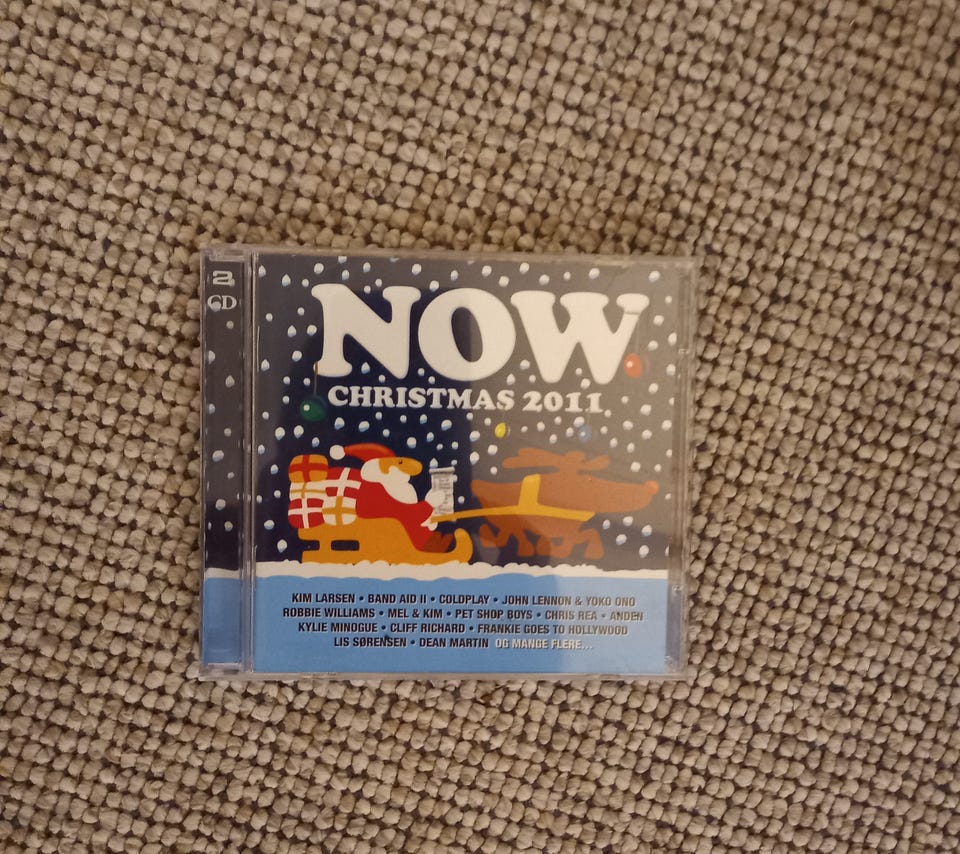 2
CD
NOW
CHRISTMAS 2011
KIM LARSEN • BAND AID II • COLDPLAY • JOHN LENNON & YOKO ONO
ROBBIE WILLIAMS • MEL & KIM • PET SHOP BOYS • CHRIS REA • ANDEN
KYLIE MINOGUE • CLIFF RICHARD • FRANKIE GOES TO HOLLYWOOD
LIS SØRENSEN • DEAN MARTIN OG MANGE FLERE...